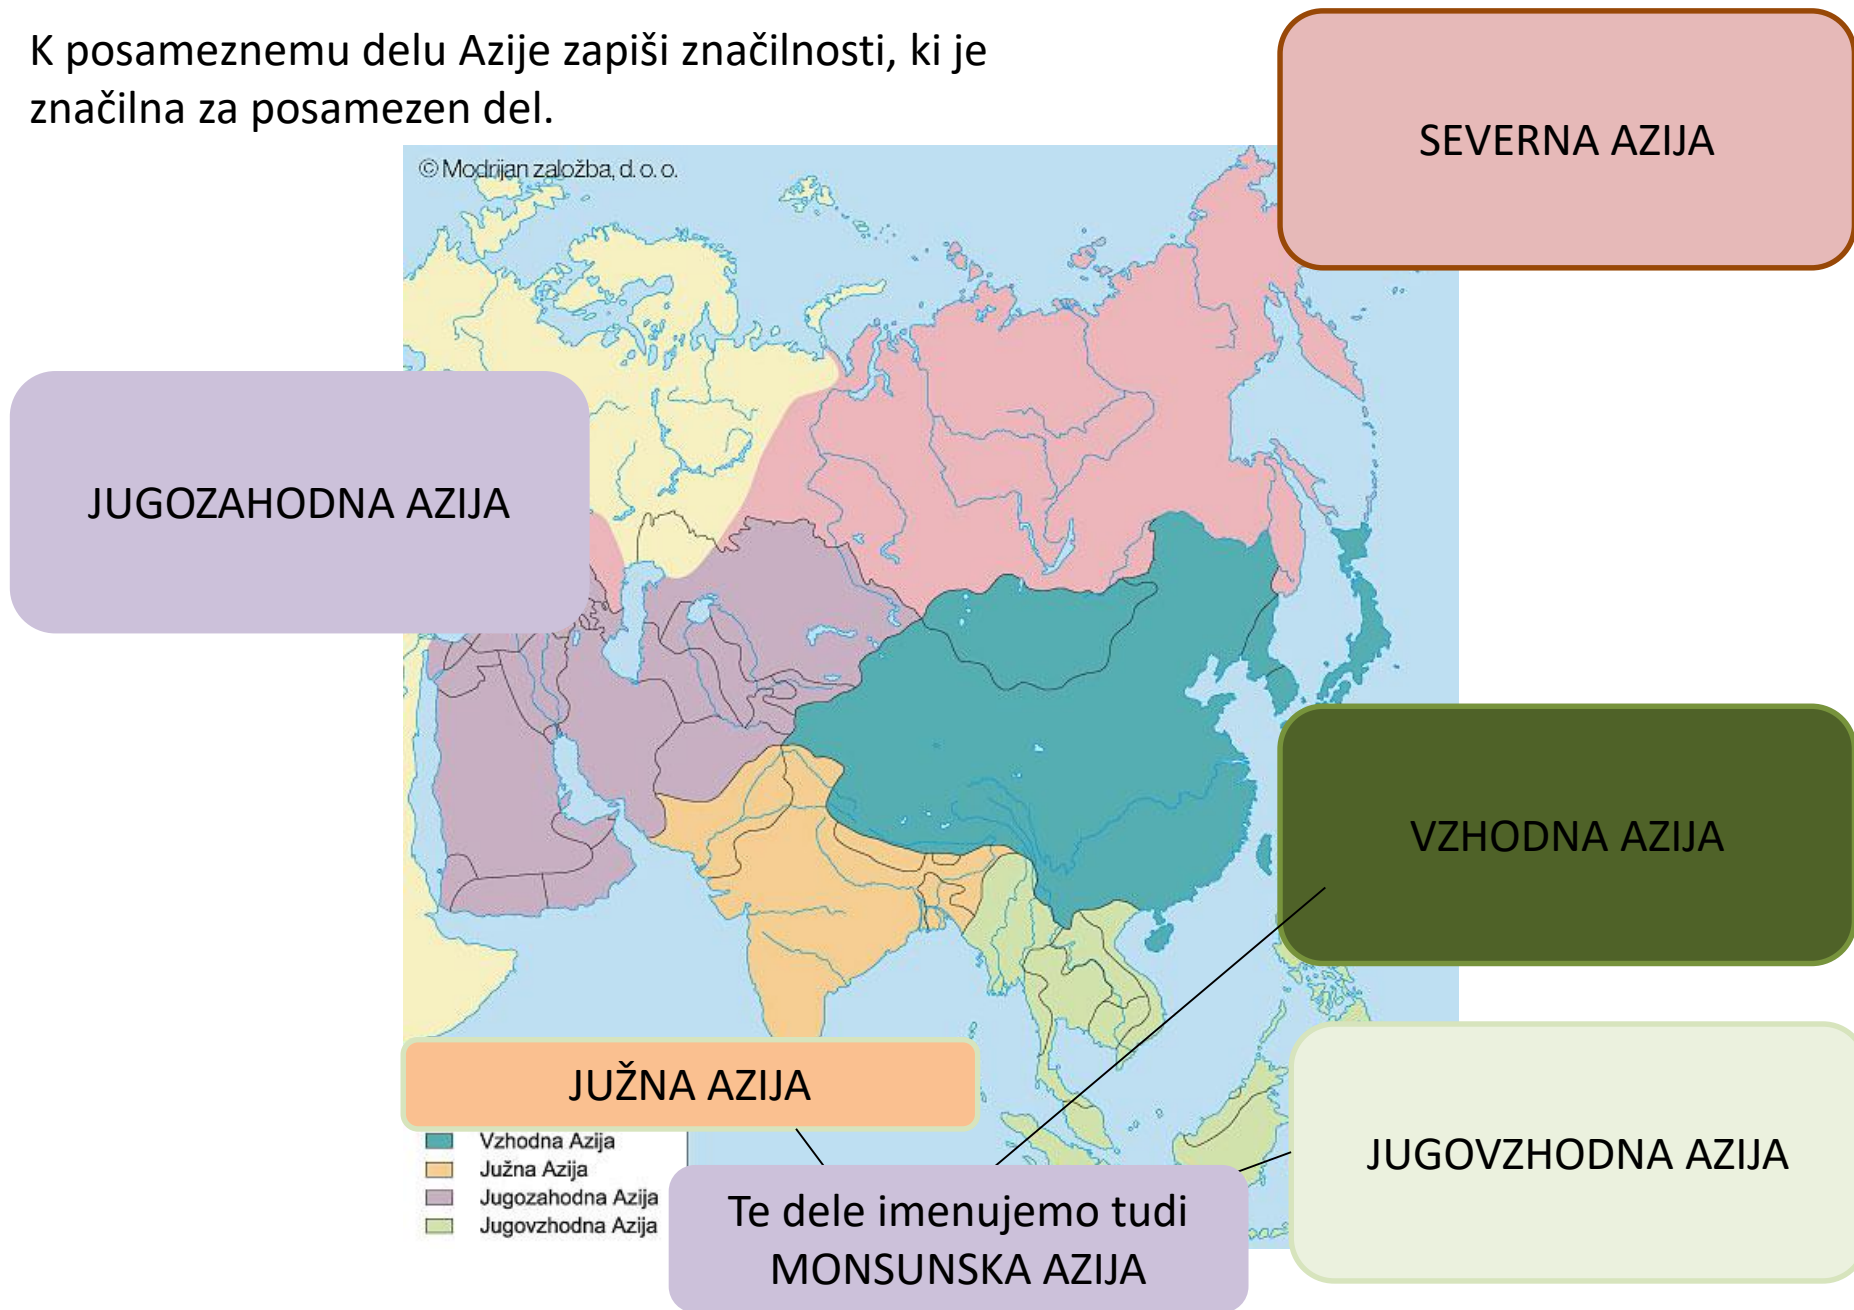 K posameznemu delu Azije zapiši značilnosti, ki je
značilna za posamezen del.
SEVERNA AZIJA
© Modrijan založba, d. o. o.
JUGOZAHODNA AZIJA
VZHODNA AZIJA
JUŽNA AZIJA
Vzhodna Azija
Južna Azija
Jugozahodna Azija
Jugovzhodna Azija
JUGOVZHODNA AZIJA
Te dele imenujemo tudi
MONSUNSKA AZIJA